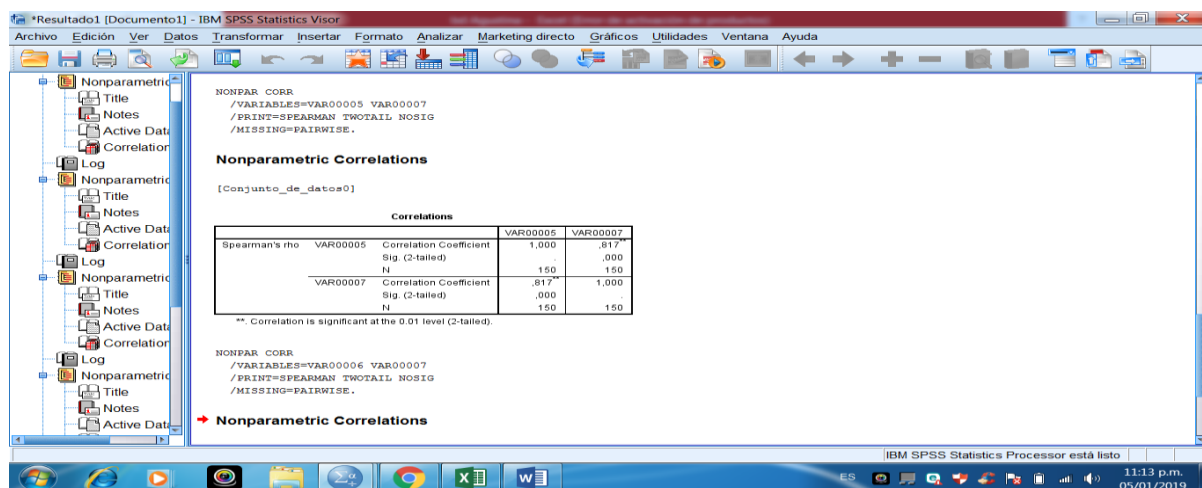 *Resultado1 [Documento1] - IBM SPSS Statistics Visor
Archivo Edición Ver Datos Transformar Insertar Formato Analizar Marketing directo Gráficos Utilidades Ventana Ayuda
Nonparametric
Title
Notes
Active Data
Correlation
Log
Nonparametric
Title
Notes
Active Data
Correlation
Log
Nonparametric
Title
Notes
Active Data
Correlation
Log
Nonparametric
Title
Notes
Active Data
NONPAR CORR
/VARIABLES=VAR00005 VAR00007
/PRINT=SPEARMAN TWOTAIL NOSIG
/MISSING=PAIRWISE.
Nonparametric Correlations
[Conjunto_de_datos0]
Correlations
VAR00005 VAR00007
Spearman's rho VAR00005 Correlation Coefficient 1,000 ,817**
Sig. (2-tailed) . ,000
N 150 150
VAR00007 Correlation Coefficient ,817** 1,000
Sig. (2-tailed) ,000 .
N 150 150
**. Correlation is significant at the 0.01 level (2-tailed).
NONPAR CORR
/VARIABLES=VAR00006 VAR00007
/PRINT=SPEARMAN TWOTAIL NOSIG
/MISSING=PAIRWISE.
Nonparametric Correlations
IBM SPSS Statistics Processor está listo
ES
11:13 p.m.
05/01/2019